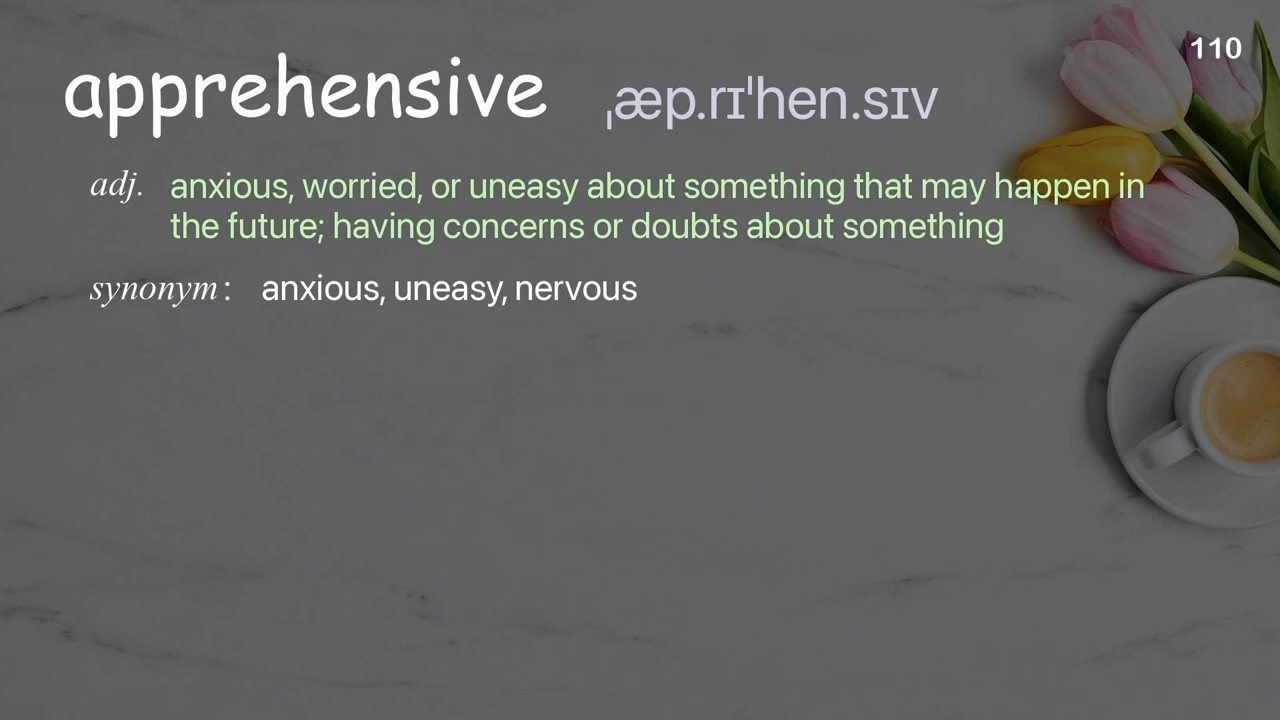 110
apprehensive ˌæp.rɪˈhen.sɪv
adj. anxious, worried, or uneasy about something that may happen in
the future; having concerns or doubts about something
synonym: anxious, uneasy, nervous